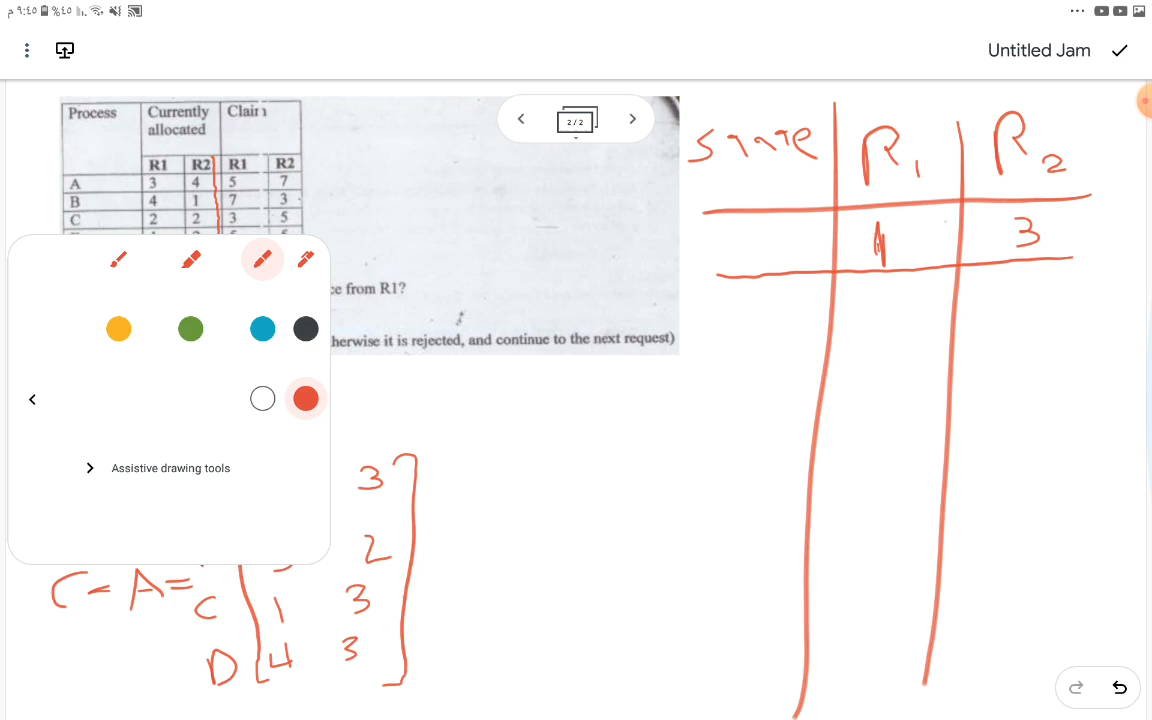 م ٩:٤٥ %٤٥
Untitled Jam
2 / 2
Process Currently allocated Claim
R1 R2 R1 R2
A 3 4 5 7
B 4 1 7 3
C 2 2 3 5
ce from R1?
herwise it is rejected, and continue to the next request)
state R1 R2
1 3
Assistive drawing tools
3
2
C - A =
C 1 3
D 4 3